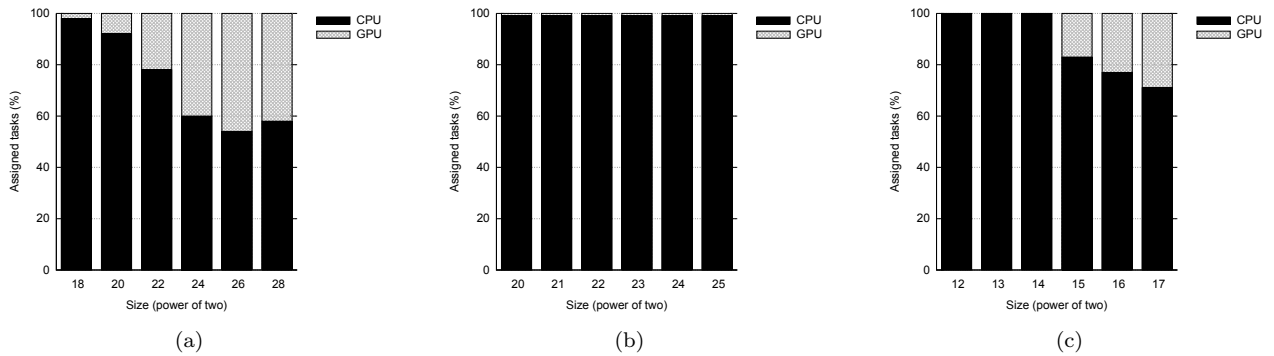 100
80
60
40
20
0
Assigned tasks (%)
18 20 22 24 26 28
Size (power of two)
CPU
GPU
(a)
100
80
60
40
20
0
Assigned tasks (%)
20 21 22 23 24 25
Size (power of two)
CPU
GPU
(b)
100
80
60
40
20
0
Assigned tasks (%)
12 13 14 15 16 17
Size (power of two)
CPU
GPU
(c)